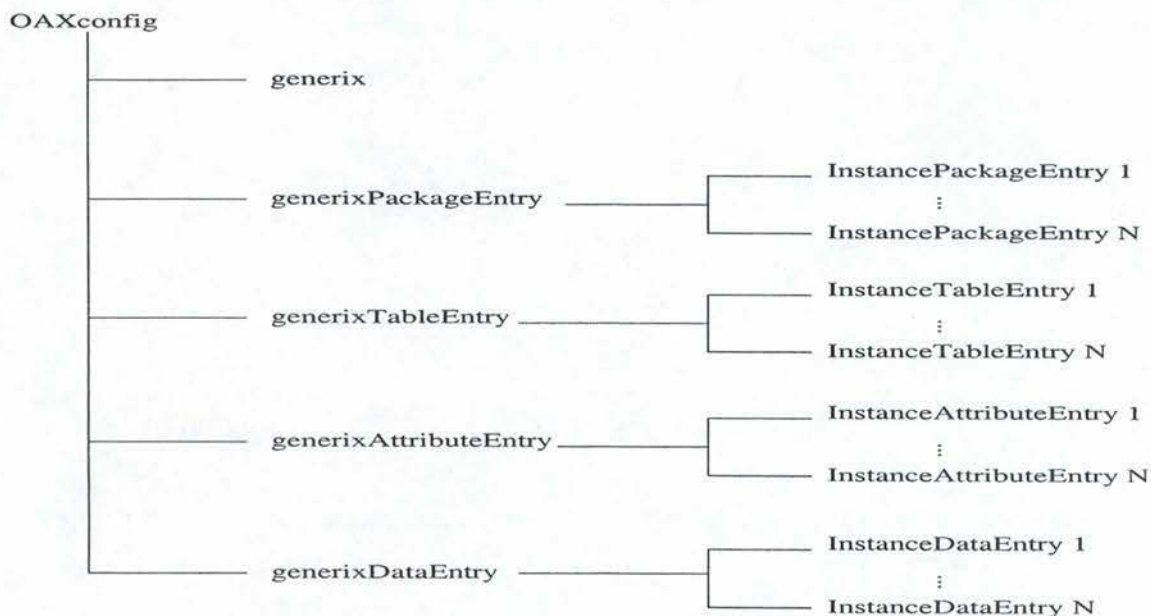 OAXconfig
generix
generixPackageEntry
InstancePackageEntry 1
⋮
InstancePackageEntry N
generixTableEntry
InstanceTableEntry 1
⋮
InstanceTableEntry N
generixAttributeEntry
InstanceAttributeEntry 1
⋮
InstanceAttributeEntry N
generixDataEntry
InstanceDataEntry 1
⋮
InstanceDataEntry N